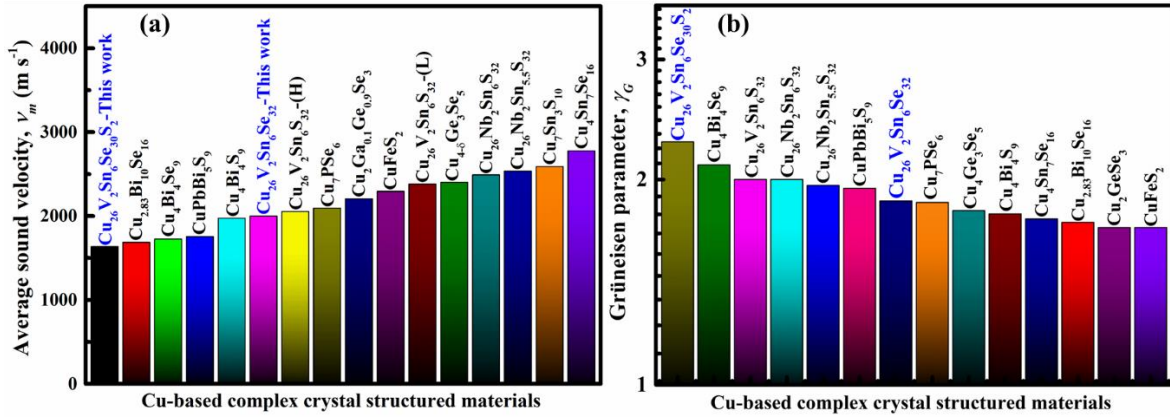 (a)
Average sound velocity, v_m (m s⁻¹)
4000
3000
2000
1000
0
Cu₂₆V₂Sn₆Se₃₀S₂-This work
Cu₂.₈₃Bi₁₀Se₁₆
Cu₄Bi₄Se₉
CuPbBi₅S₉
Cu₄Bi₄S₉
Cu₂₆V₂Sn₆Se₃₂-This work
Cu₂₆V₂Sn₆S₃₂-(H)
Cu₇PSe₆
Cu₂Ga₀.₁Ge₀.₉Se₃
CuFeS₂
Cu₂₆V₂Sn₆S₃₂-(L)
Cu₄₋δGe₃Se₅
Cu₂₆Nb₂Sn₆S₃₂
Cu₂₆Nb₂Sn₅.₅S₃₂
Cu₇Sn₃S₁₀
Cu₄Sn₇Se₁₆
Cu-based complex crystal structured materials
(b)
Grüneisen parameter, γ_G
3
2
1
Cu₂₆V₂Sn₆Se₃₀S₂
Cu₄Bi₄Se₉
Cu₂₆V₂Sn₆S₃₂
Cu₂₆Nb₂Sn₆S₃₂
Cu₂₆Nb₂Sn₅.₅S₃₂
CuPbBi₅S₉
Cu₂₆V₂Sn₆Se₃₂
Cu₇PSe₆
Cu₄Ge₃Se₅
Cu₄Bi₄S₉
Cu₄Sn₇Se₁₆
Cu₂.₈₃Bi₁₀Se₁₆
Cu₂GeSe₃
CuFeS₂
Cu-based complex crystal structured materials